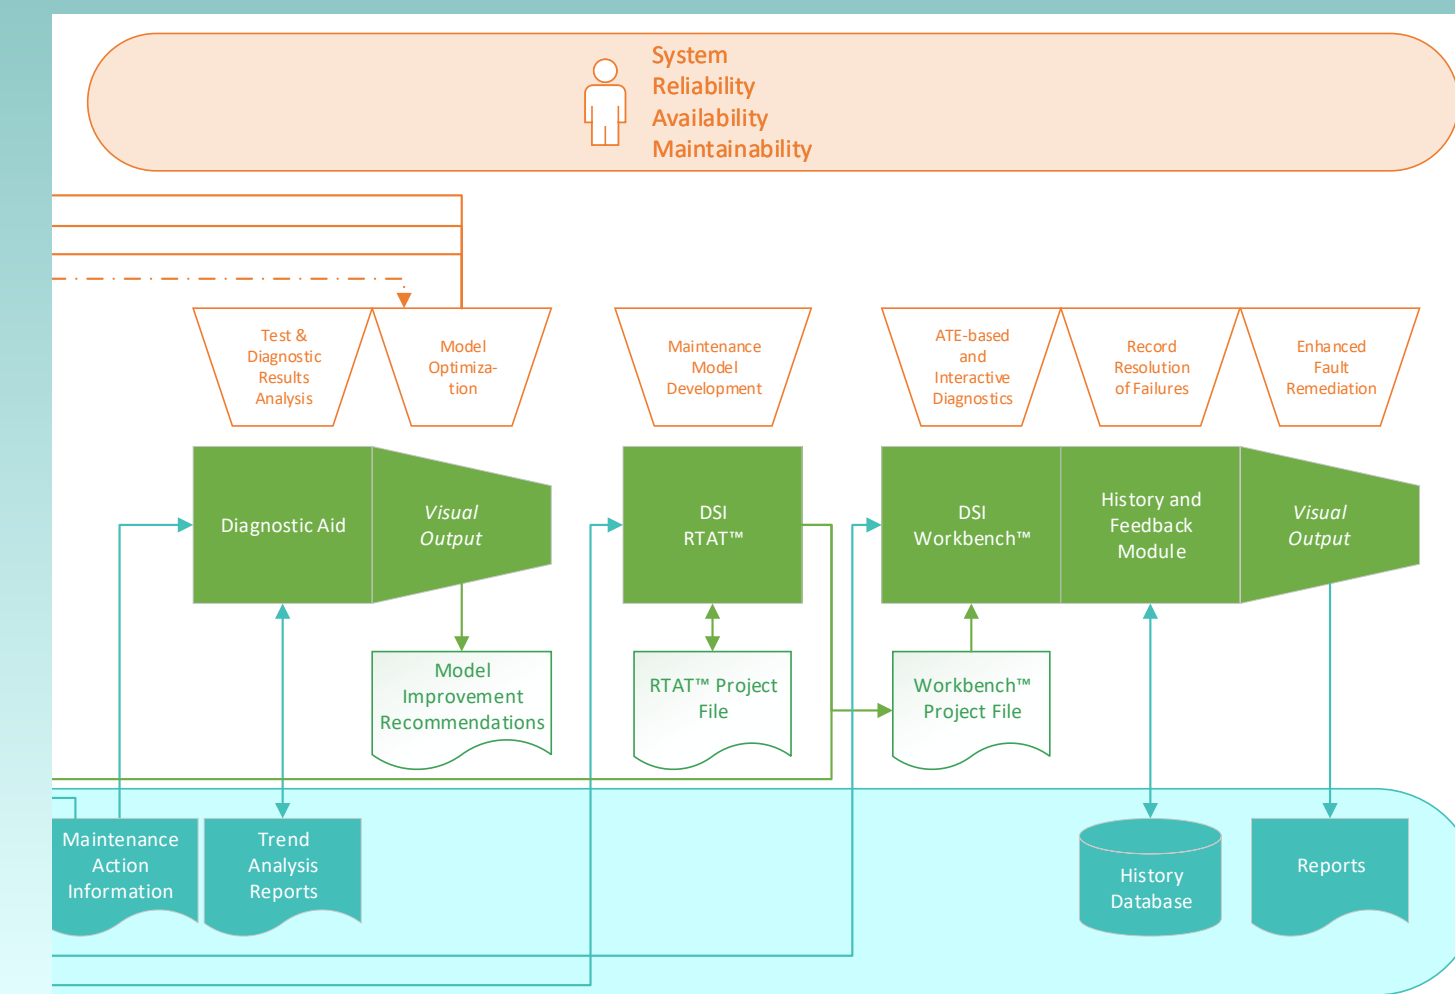 System
Reliability
Availability
Maintainability
Test &
Diagnostic
Results
Analysis
Model
Optimiza-
tion
Maintenance
Model
Development
ATE-based
and
Interactive
Diagnostics
Record
Resolution
of Failures
Enhanced
Fault
Remediation
Diagnostic Aid
Visual
Output
DSI
RTAT™
DSI
Workbench™
History and
Feedback
Module
Visual
Output
Model
Improvement
Recommendations
RTAT™ Project
File
Workbench™
Project File
Maintenance
Action
Information
Trend
Analysis
Reports
History
Database
Reports